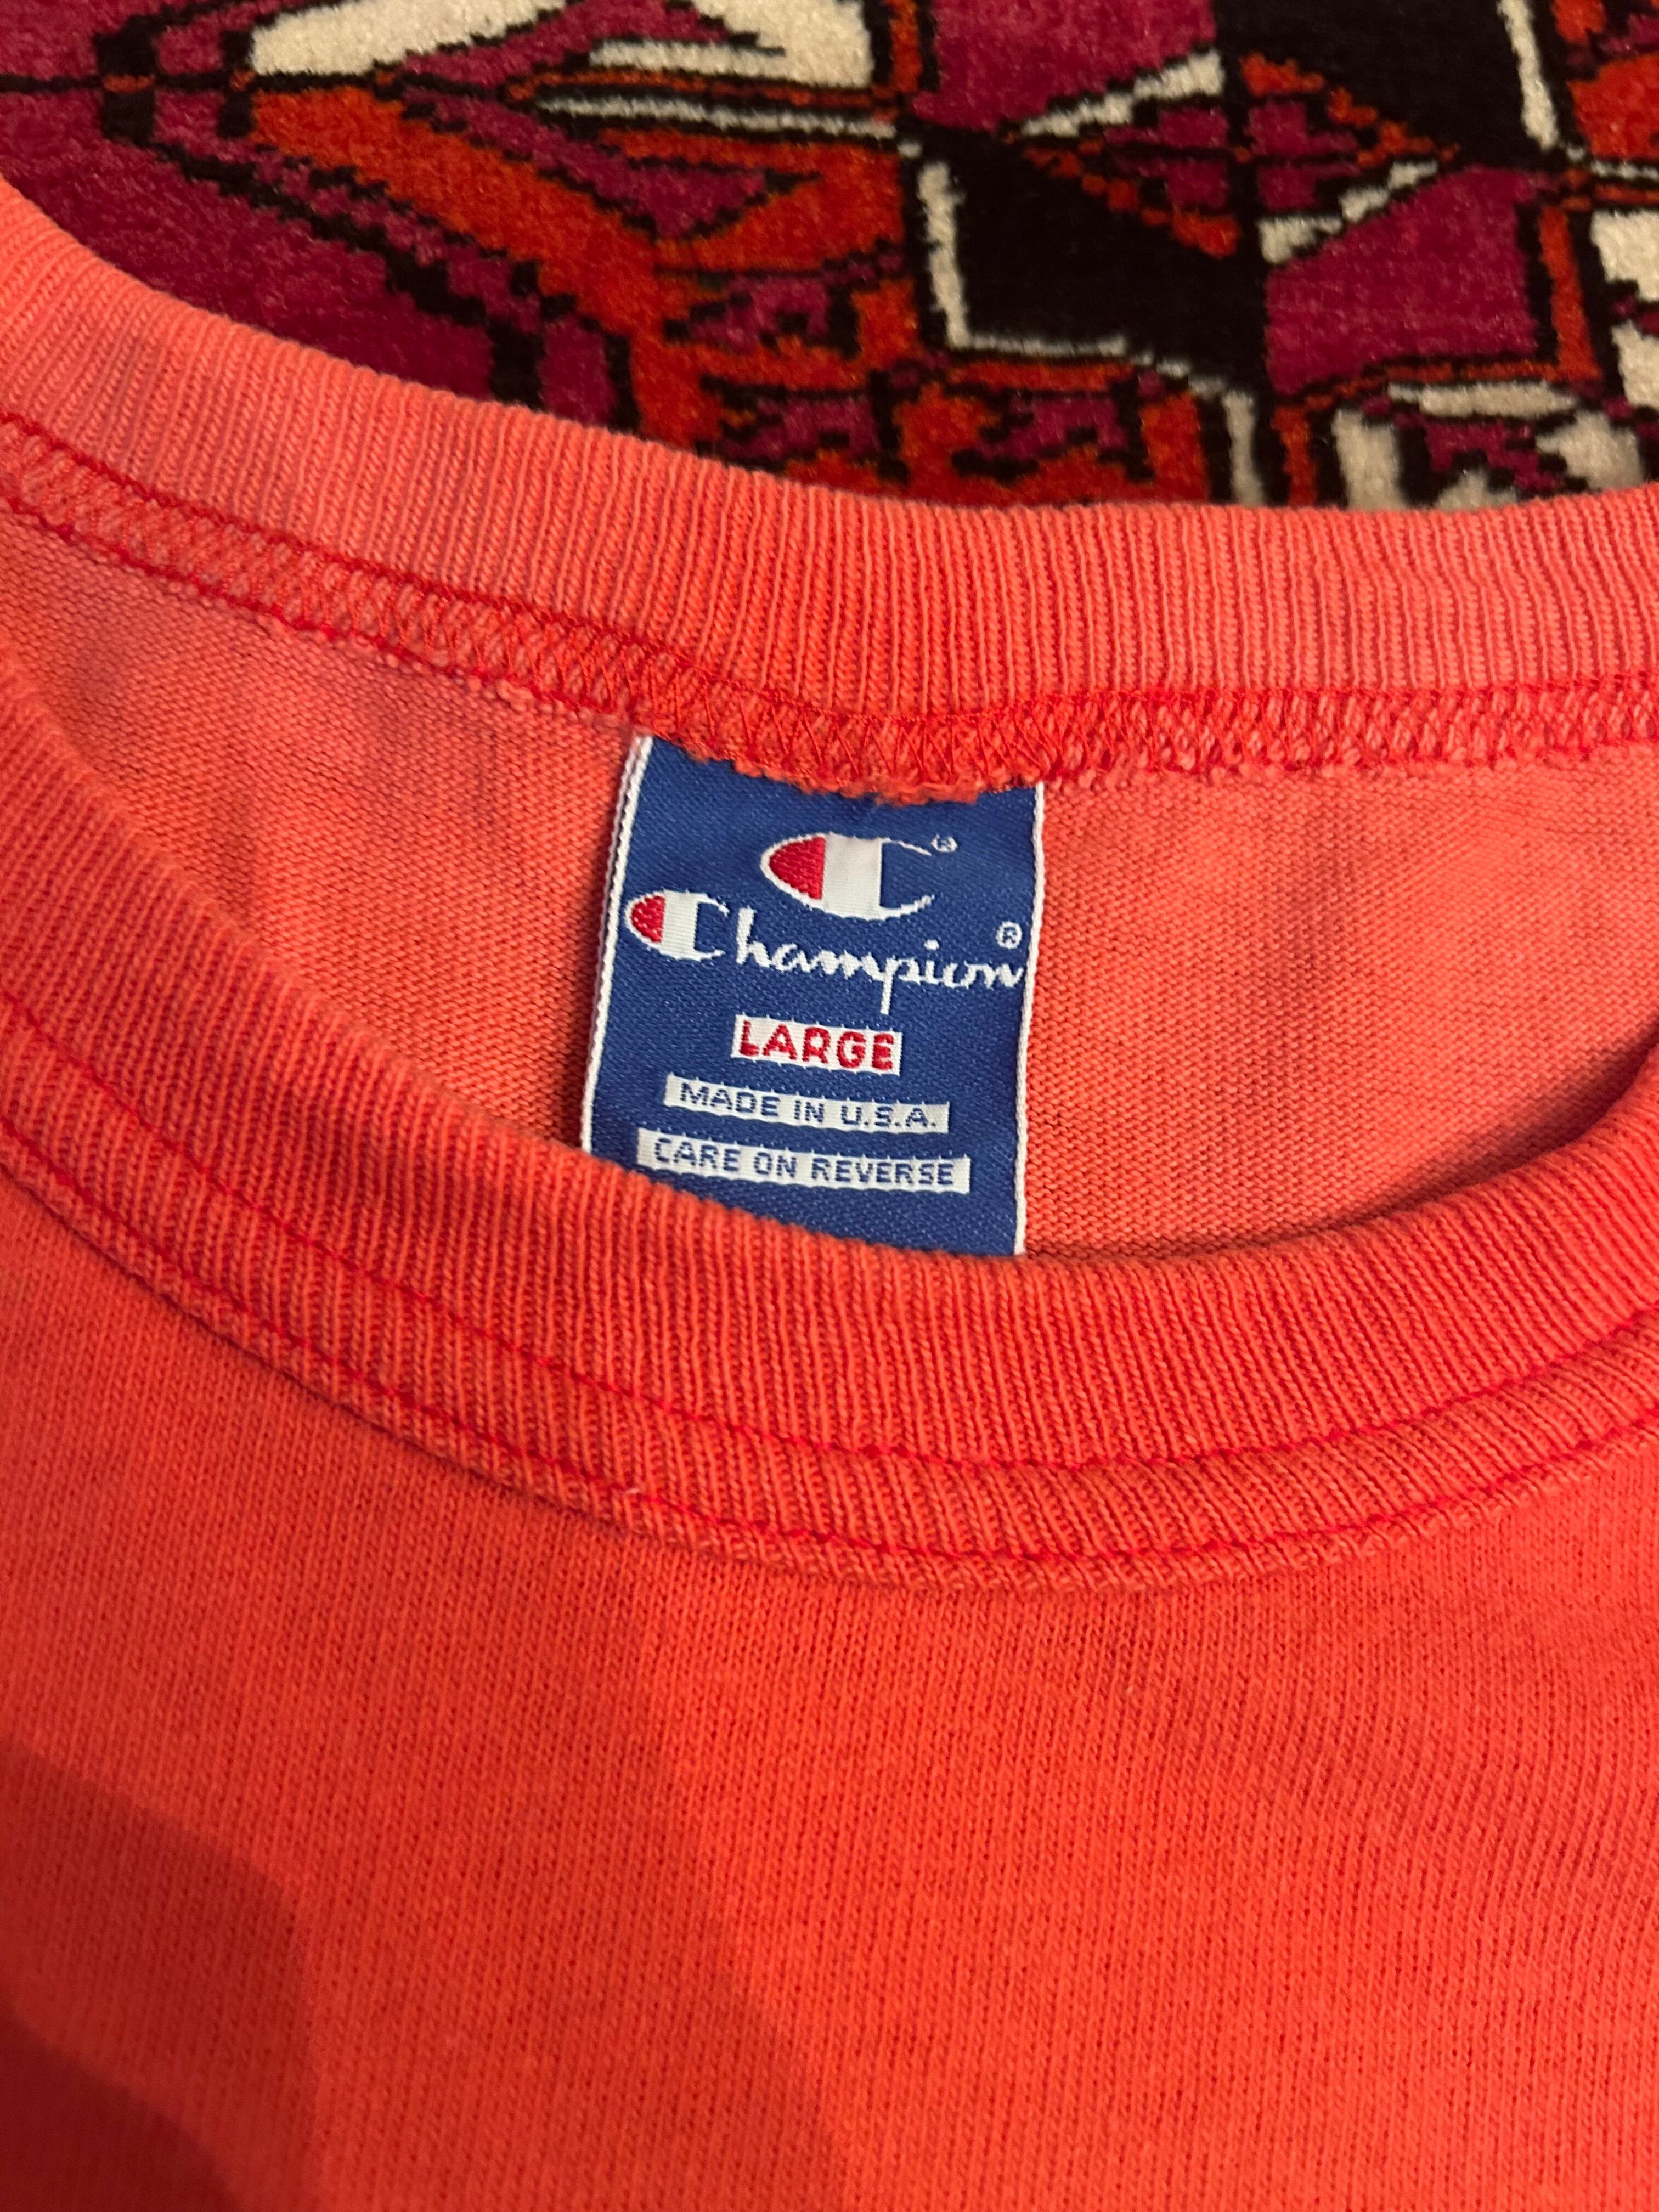 ®
Champion®
LARGE
MADE IN U.S.A.
CARE ON REVERSE